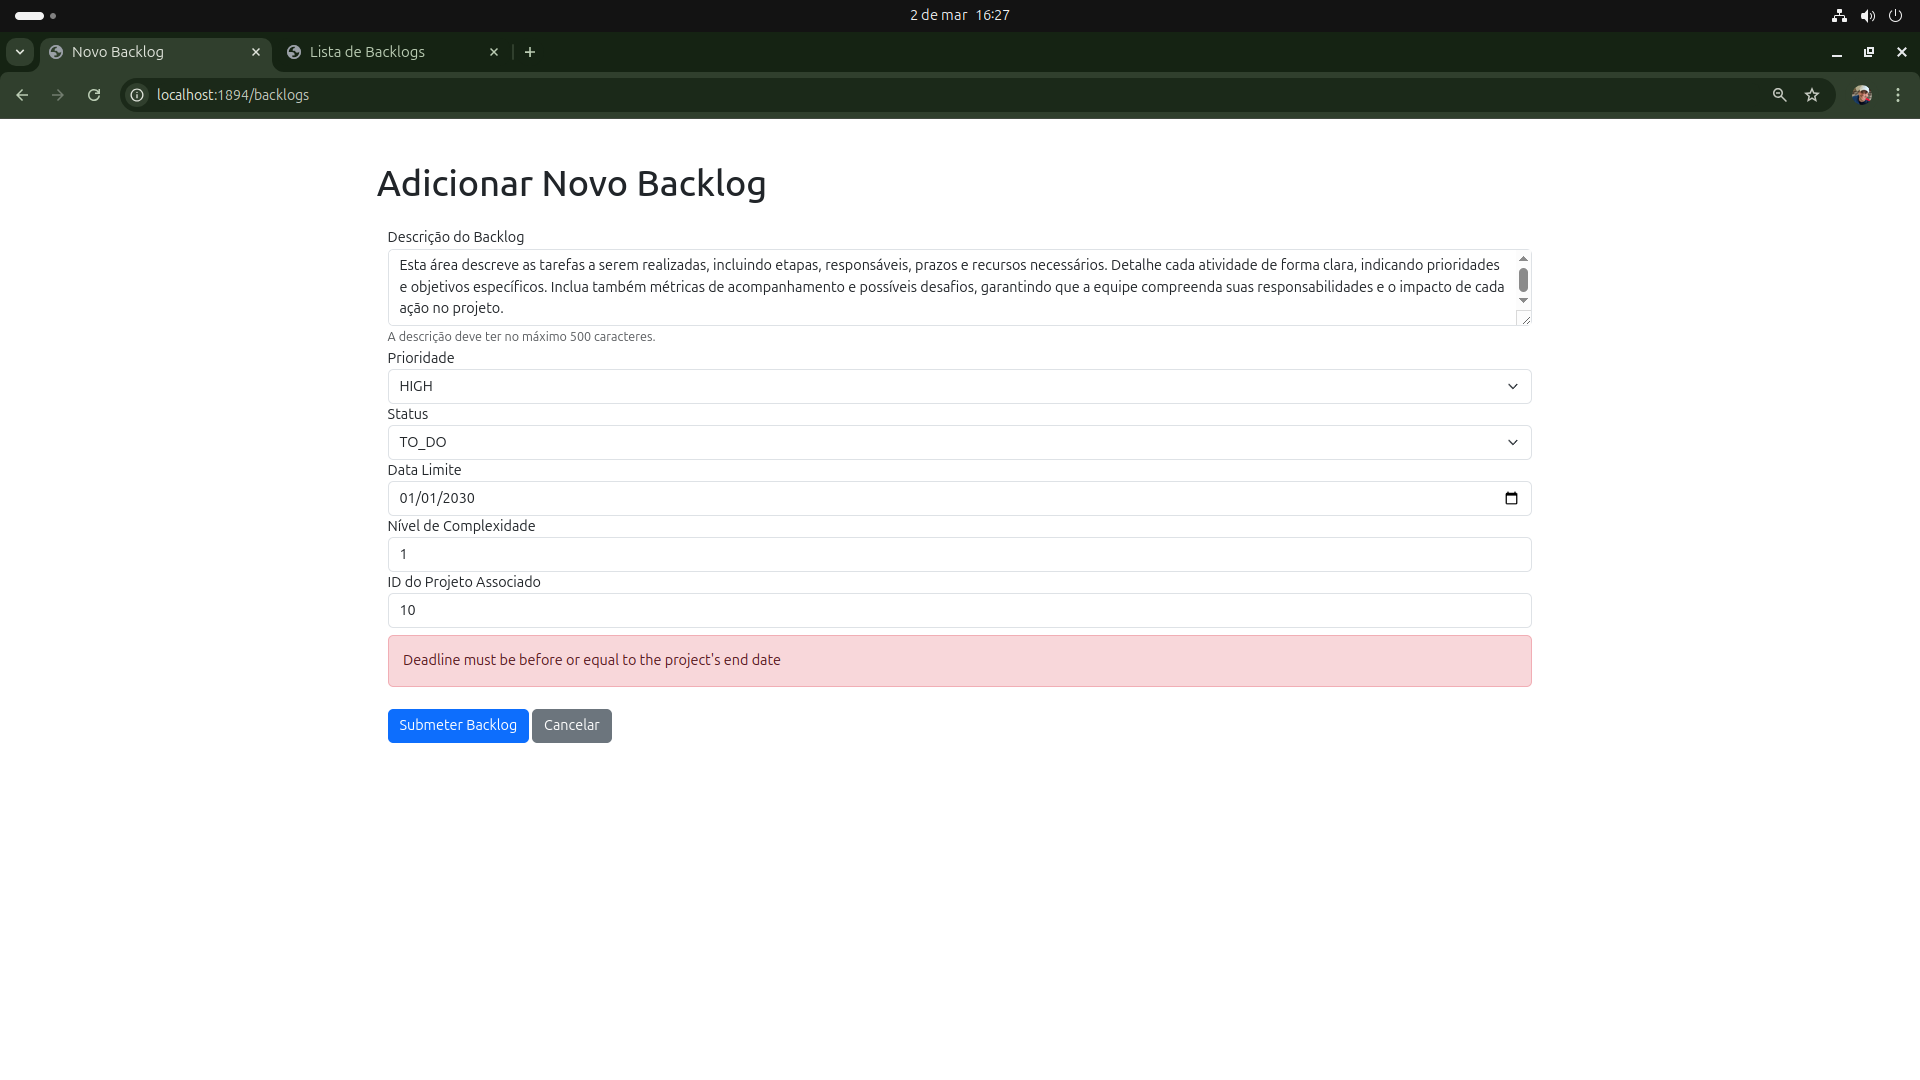 2 de mar 16:27
Novo Backlog
Lista de Backlogs
localhost:1894/backlogs
Adicionar Novo Backlog
Descrição do Backlog
Esta área descreve as tarefas a serem realizadas, incluindo etapas, responsáveis, prazos e recursos necessários. Detalhe cada atividade de forma clara, indicando prioridades
e objetivos específicos. Inclua também métricas de acompanhamento e possíveis desafios, garantindo que a equipe compreenda suas responsabilidades e o impacto de cada
ação no projeto.
A descrição deve ter no máximo 500 caracteres.
Prioridade
HIGH
Status
TO_DO
Data Limite
01/01/2030
Nível de Complexidade
1
ID do Projeto Associado
10
Deadline must be before or equal to the project's end date
Submeter Backlog Cancelar